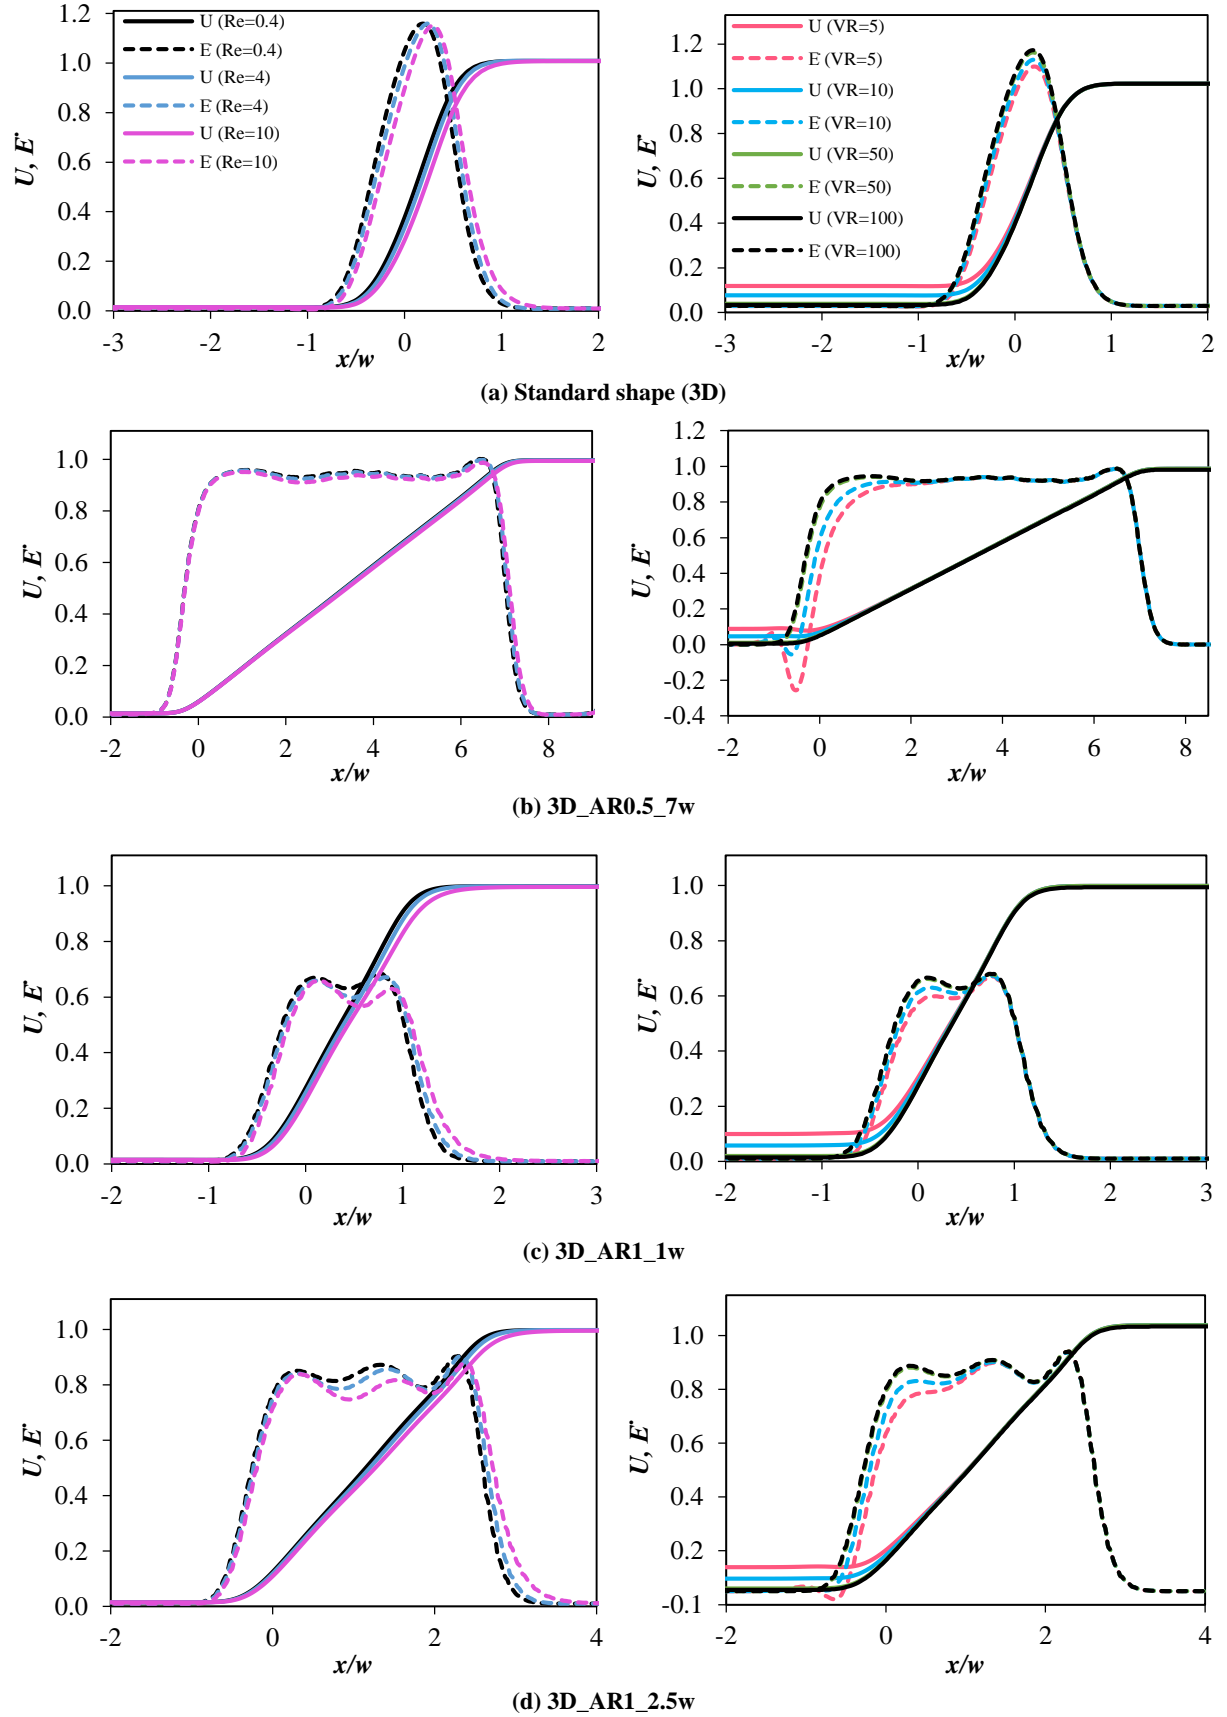 U (Re=0.4)
E (Re=0.4)
U (Re=4)
E (Re=4)
U (Re=10)
E (Re=10)
1.2
1.0
0.8
0.6
0.4
0.2
0.0
U, E*
-3 -2 -1 0 1 2
x/w
U (VR=5)
E (VR=5)
U (VR=10)
E (VR=10)
U (VR=50)
E (VR=50)
U (VR=100)
E (VR=100)
1.2
1.0
0.8
0.6
0.4
0.2
0.0
U, E*
-3 -2 -1 0 1 2
x/w
(a) Standard shape (3D)
1.0
0.8
0.6
0.4
0.2
0.0
U, E*
-2 0 2 4 6 8
x/w
1.2
1.0
0.8
0.6
0.4
0.2
0.0
-0.1
-0.4
U, E*
-2 0 2 4 6 8
x/w
(b) 3D_AR0.5_7w
1.0
0.8
0.6
0.4
0.2
0.0
U, E*
-2 -1 0 1 2 3
x/w
1.0
0.8
0.6
0.4
0.2
0.0
U, E*
-2 -1 0 1 2 3
x/w
(c) 3D_AR1_1w
1.0
0.8
0.6
0.4
0.2
0.0
U, E*
-2 0 2 4
x/w
1.0
0.8
0.6
0.4
0.2
-0.1
U, E*
-2 0 2 4
x/w
(d) 3D_AR1_2.5w